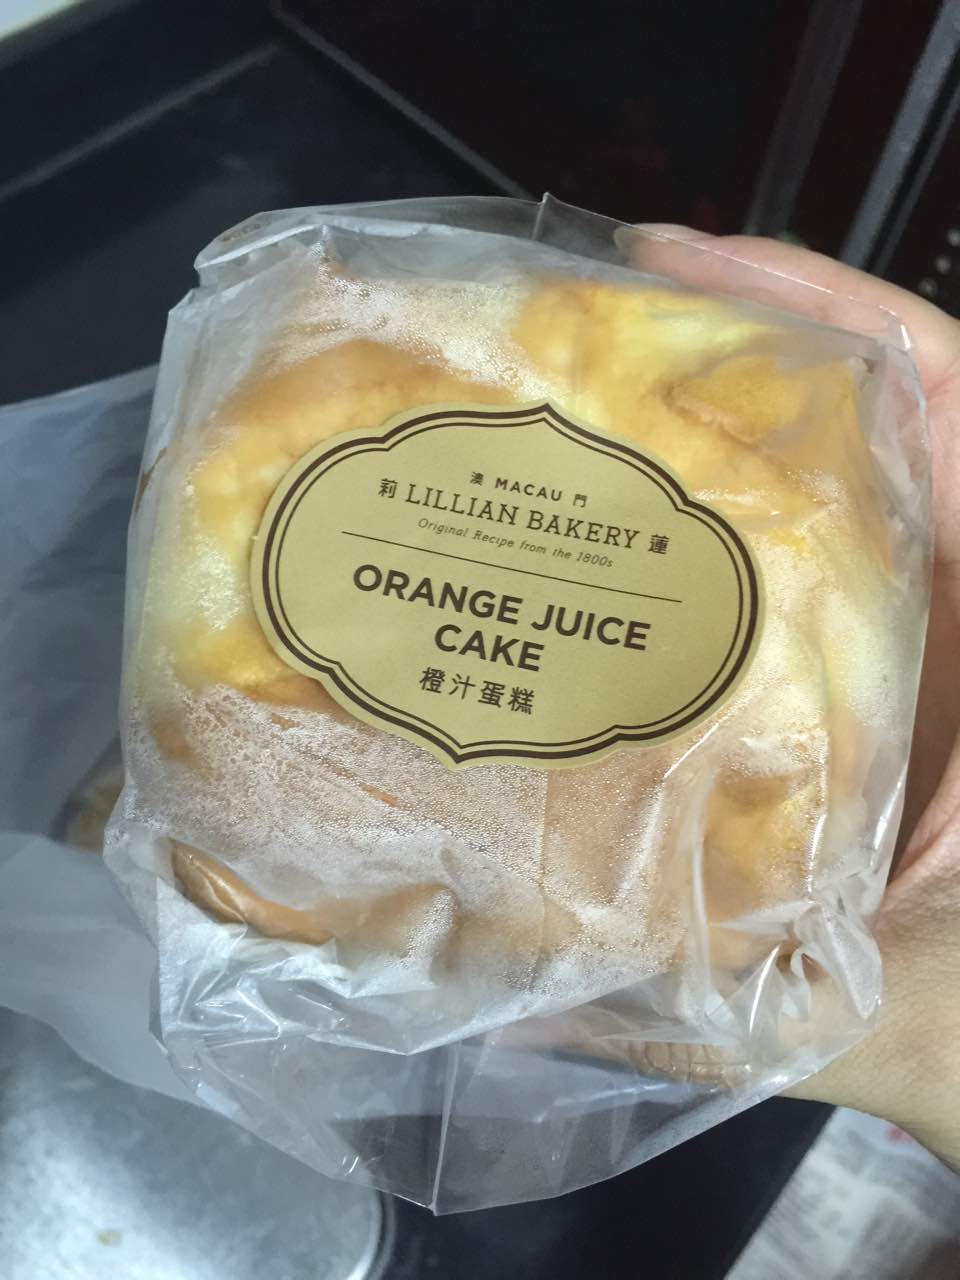 澳 MACAU 門
莉 LILLIAN BAKERY 蓮
Original Recipe from the 1800s
ORANGE JUICE
CAKE
橙汁蛋糕